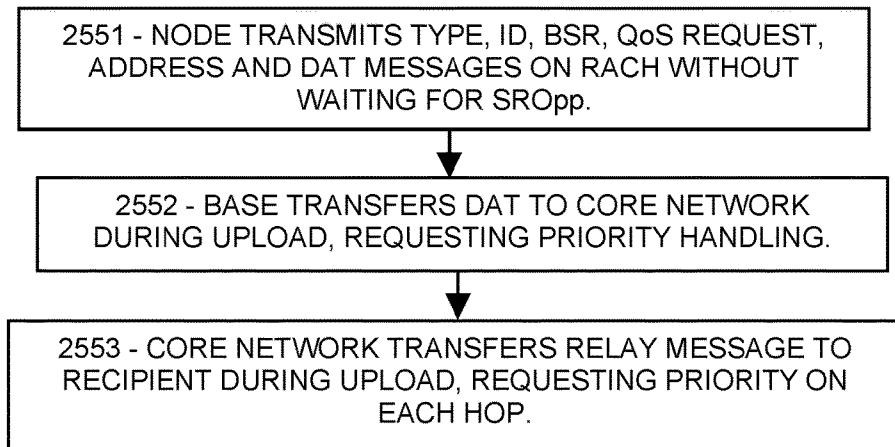 2551 - NODE TRANSMITS TYPE, ID, BSR, QoS REQUEST,
ADDRESS AND DAT MESSAGES ON RACH WITHOUT
WAITING FOR SROpp.
2552 - BASE TRANSFERS DAT TO CORE NETWORK
DURING UPLOAD, REQUESTING PRIORITY HANDLING.
2553 - CORE NETWORK TRANSFERS RELAY MESSAGE TO
RECIPIENT DURING UPLOAD, REQUESTING PRIORITY ON
EACH HOP.